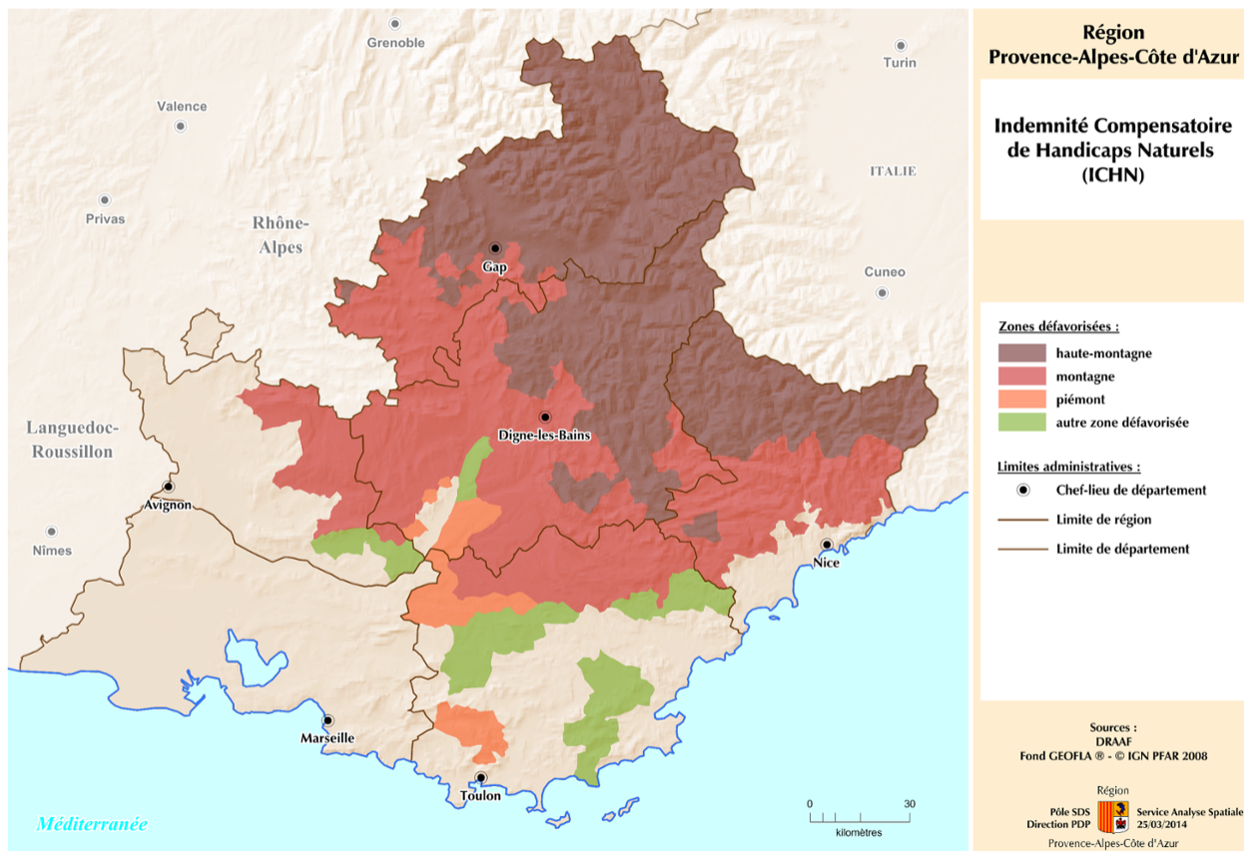 Grenoble
Turin
Valence
ITALIE
Privas
Rhône-
Alpes
Gap
Cuneo
Languedoc-
Roussillon
Digne-les-Bains
Avignon
Nîmes
Nice
Marseille
Toulon
Méditerranée
0 30
kilomètres
Région
Provence-Alpes-Côte d'Azur
Indemnité Compensatoire
de Handicaps Naturels
(ICHN)
Zones défavorisées :
haute-montagne
montagne
piémont
autre zone défavorisée
Limites administratives :
Chef-lieu de département
Limite de région
Limite de département
Sources :
DRAAF
Fond GEOFLA ® - © IGN PFAR 2008
Région
Pôle SDS Service Analyse Spatiale
Direction PDP 25/03/2014
Provence-Alpes-Côte d'Azur